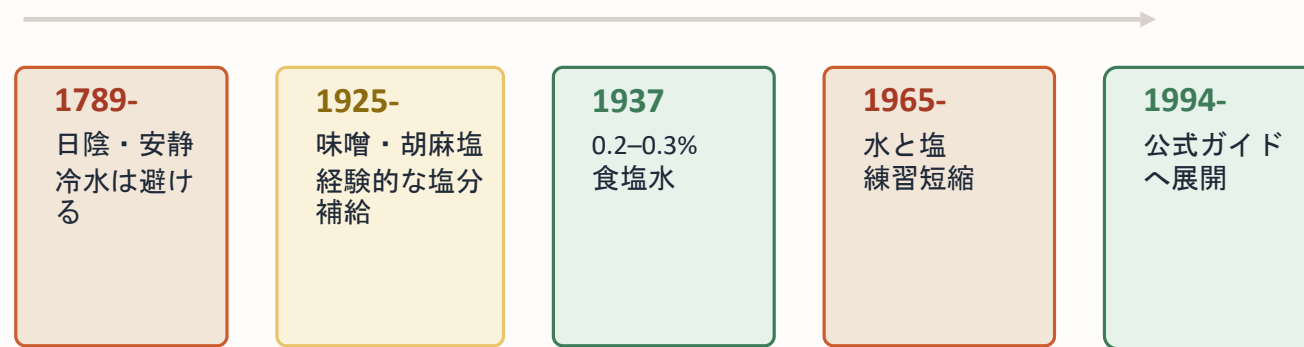 1789-
日陰・安静
冷水は避け
る
1925-
味噌・胡麻塩
経験的な塩分
補給
1937
0.2–0.3%
食塩水
1965-
水と塩
練習短縮
1994-
公式ガイド
へ展開